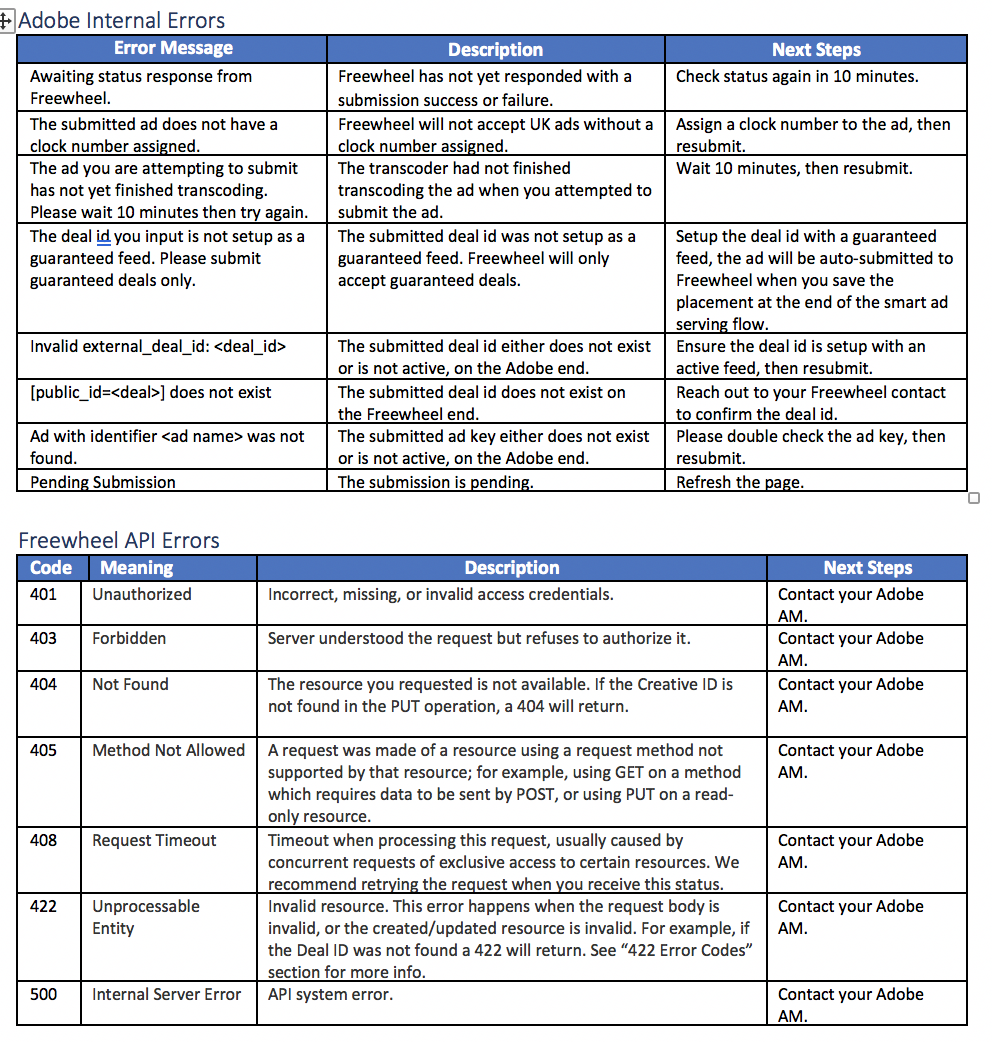 Adobe Internal Errors
Error Message Description Next Steps
Awaiting status response from
Freewheel.
Freewheel has not yet responded with a
submission success or failure.
Check status again in 10 minutes.
The submitted ad does not have a
clock number assigned.
Freewheel will not accept UK ads without a
clock number assigned.
Assign a clock number to the ad, then
resubmit.
The ad you are attempting to submit
has not yet finished transcoding.
Please wait 10 minutes then try again.
The transcoder had not finished
transcoding the ad when you attempted to
submit the ad.
Wait 10 minutes, then resubmit.
The deal id you input is not setup as a
guaranteed feed. Please submit
guaranteed deals only.
The submitted deal id was not setup as a
guaranteed feed. Freewheel will only
accept guaranteed deals.
Setup the deal id with a guaranteed
feed, the ad will be auto-submitted to
Freewheel when you save the
placement at the end of the smart ad
serving flow.
Invalid external_deal_id: <deal_id>
The submitted deal id either does not exist
or is not active, on the Adobe end.
Ensure the deal id is setup with an
active feed, then resubmit.
[public_id=<deal>] does not exist
The submitted deal id does not exist on
the Freewheel end.
Reach out to your Freewheel contact
to confirm the deal id.
Ad with identifier <ad name> was not
found.
The submitted ad key either does not exist
or is not active, on the Adobe end.
Please double check the ad key, then
resubmit.
Pending Submission
The submission is pending.
Refresh the page.
Freewheel API Errors
Code Meaning Description Next Steps
401
Unauthorized
Incorrect, missing, or invalid access credentials.
Contact your Adobe
AM.
403
Forbidden
Server understood the request but refuses to authorize it.
Contact your Adobe
AM.
404
Not Found
The resource you requested is not available. If the Creative ID is
not found in the PUT operation, a 404 will return.
Contact your Adobe
AM.
405
Method Not Allowed
A request was made of a resource using a request method not
supported by that resource; for example, using GET on a method
which requires data to be sent by POST, or using PUT on a read-
only resource.
Contact your Adobe
AM.
408
Request Timeout
Timeout when processing this request, usually caused by
concurrent requests of exclusive access to certain resources. We
recommend retrying the request when you receive this status.
Contact your Adobe
AM.
422
Unprocessable
Entity
Invalid resource. This error happens when the request body is
invalid, or the created/updated resource is invalid. For example, if
the Deal ID was not found a 422 will return. See “422 Error Codes”
section for more info.
Contact your Adobe
AM.
500
Internal Server Error
API system error.
Contact your Adobe
AM.